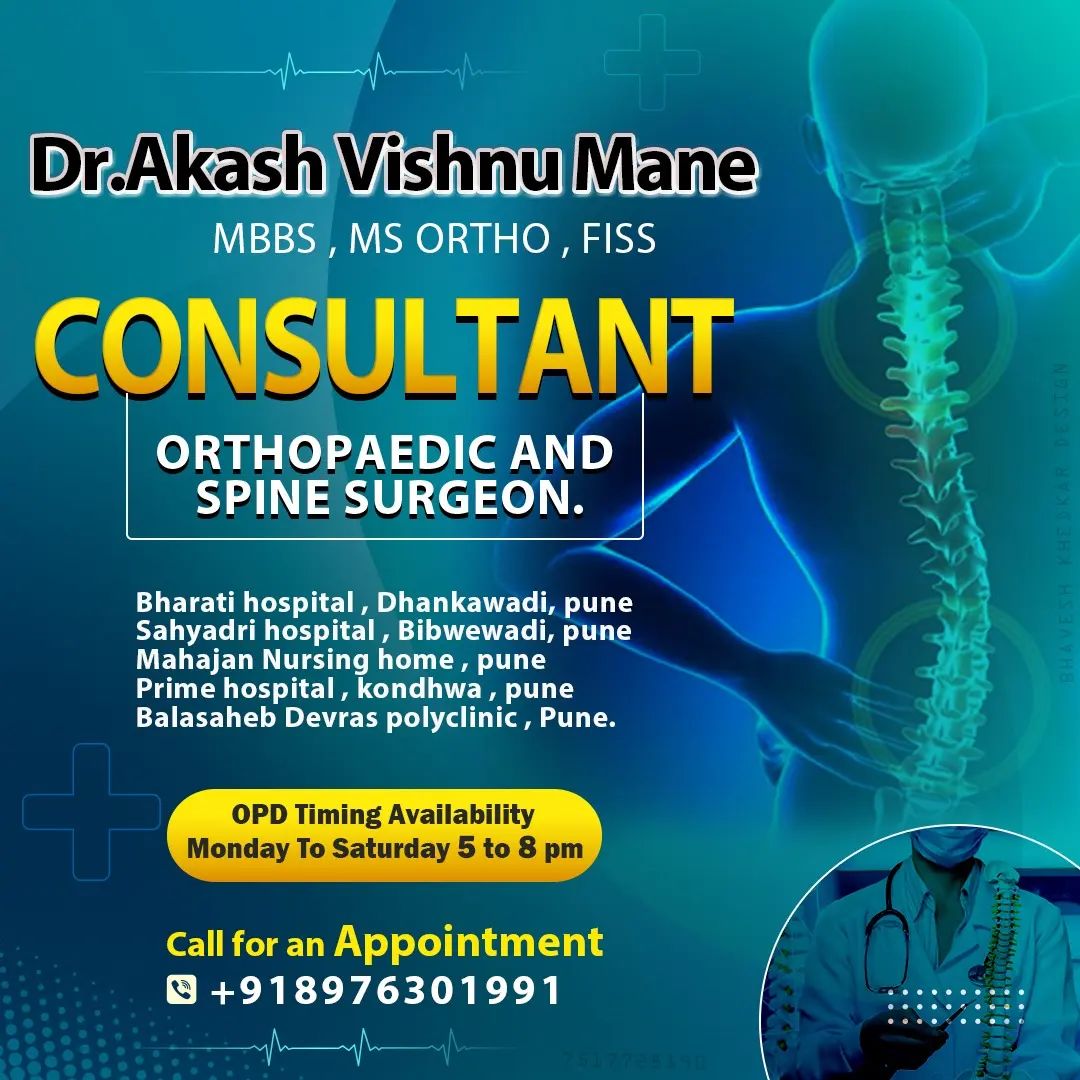 Dr.Akash Vishnu Mane
MBBS , MS ORTHO , FISS
CONSULTANT
ORTHOPAEDIC AND
SPINE SURGEON.
Bharati hospital , Dhankawadi, pune
Sahyadri hospital , Bibwewadi, pune
Mahajan Nursing home , pune
Prime hospital , kondhwa , pune
Balasaheb Devras polyclinic , Pune.
OPD Timing Availability
Monday To Saturday 5 to 8 pm
Call for an Appointment
+918976301991
BHAVESH KHEDKAR DESIGN